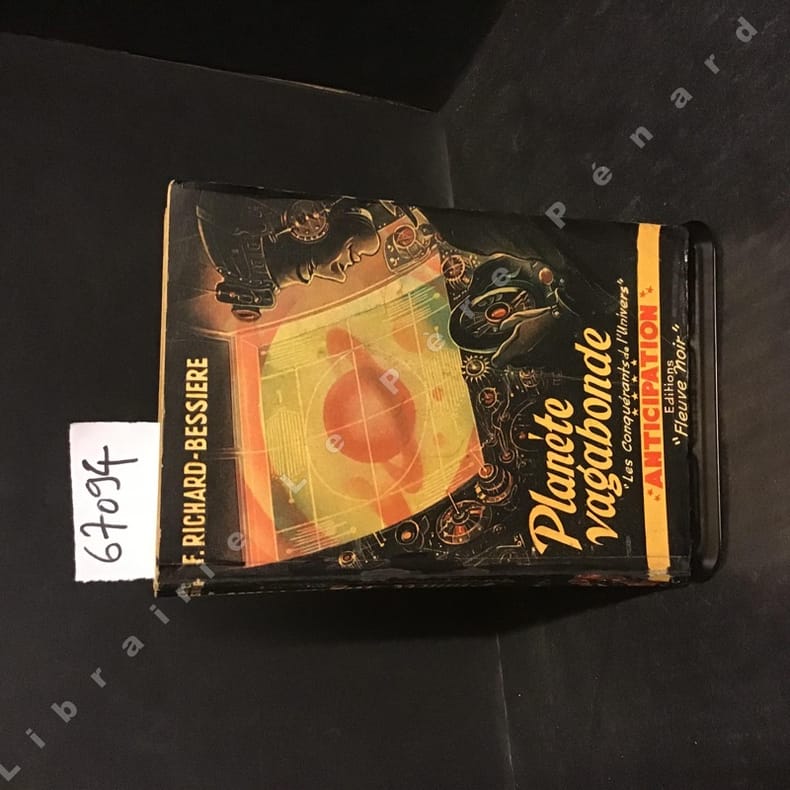 F. RICHARD-BESSIERE
Planète
vagabonde
"Les Conquérants de l'Univers"
ANTICIPATION
Editions
"Fleuve noir"
67094
Librairie Le Père Pénard